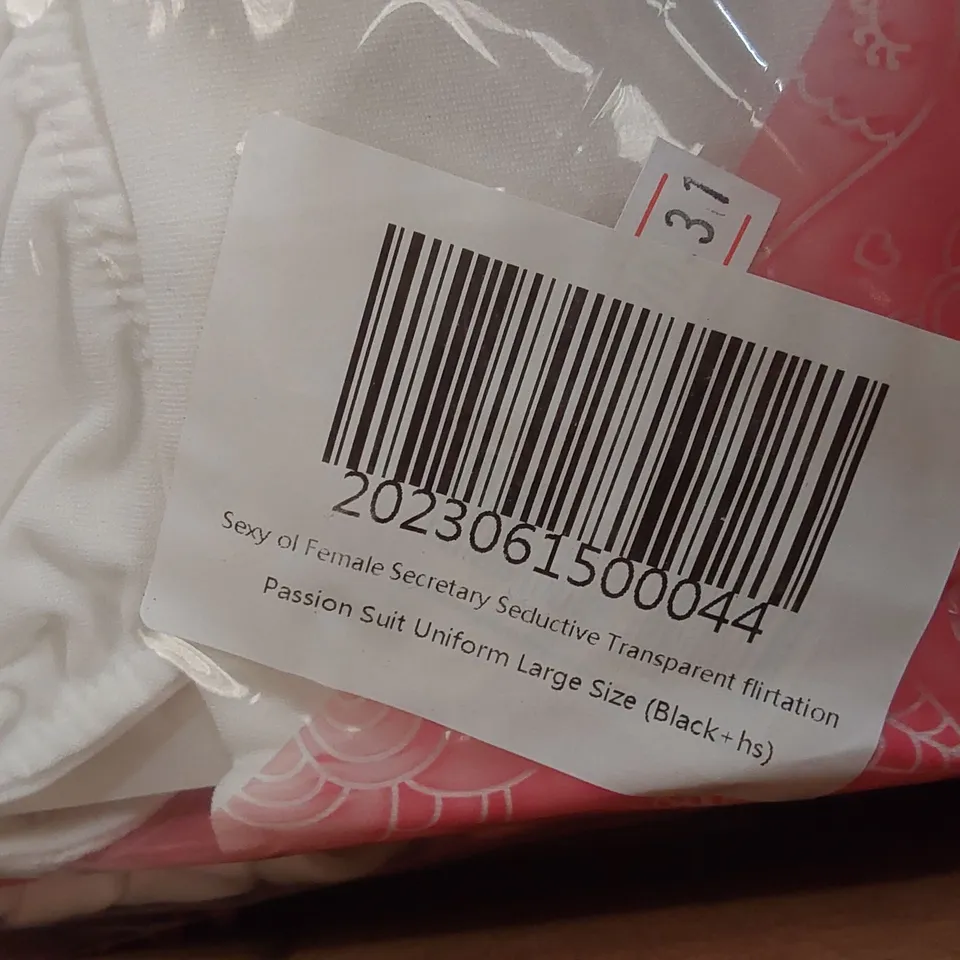 31
2023061500044
Sexy ol Female Secretary Seductive Transparent flirtation
Passion Suit Uniform Large Size (Black+hs)